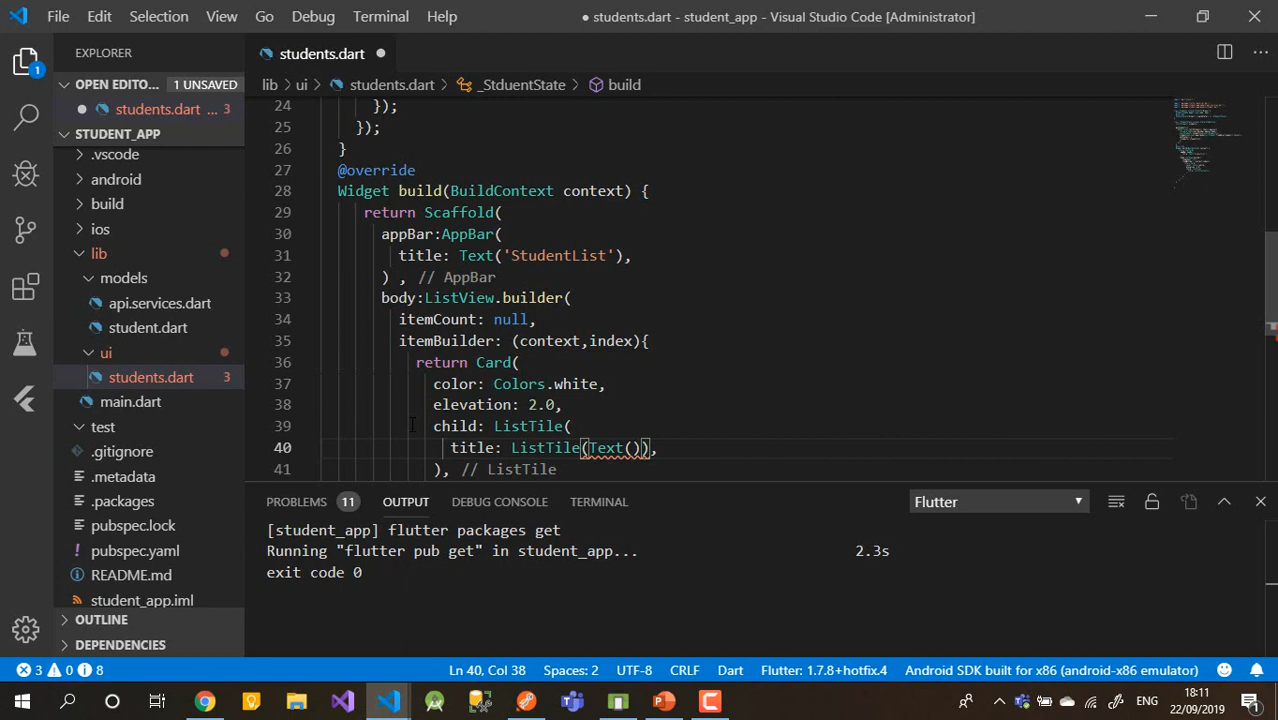 File Edit Selection View Go Debug Terminal Help ● students.dart - student_app - Visual Studio Code [Administrator]
EXPLORER
students.dart ●
OPEN EDITO... 1 UNSAVED
● students.dart ... 3
STUDENT_APP
.vscode
android
build
ios
lib
models
api.services.dart
student.dart
ui
students.dart 3
main.dart
test
.gitignore
.metadata
.packages
pubspec.lock
pubspec.yaml
README.md
student_app.iml
OUTLINE
DEPENDENCIES
1
lib > ui > students.dart > _StduentState > build
24 });
25 });
26 }
27 @override
28 Widget build(BuildContext context) {
29 return Scaffold(
30 appBar:AppBar(
31 title: Text('StudentList'),
32 ) , // AppBar
33 body:ListView.builder(
34 itemCount: null,
35 itemBuilder: (context,index){
36 return Card(
37 color: Colors.white,
38 elevation: 2.0,
39 child: ListTile(
40 title: ListTile(Text()),
41 ), // ListTile
PROBLEMS 11 OUTPUT DEBUG CONSOLE TERMINAL Flutter
[student_app] flutter packages get
Running "flutter pub get" in student_app... 2.3s
exit code 0
3 0 8 Ln 40, Col 38 Spaces: 2 UTF-8 CRLF Dart Flutter: 1.7.8+hotfix.4 Android SDK built for x86 (android-x86 emulator)
ENG 18:11
22/09/2019